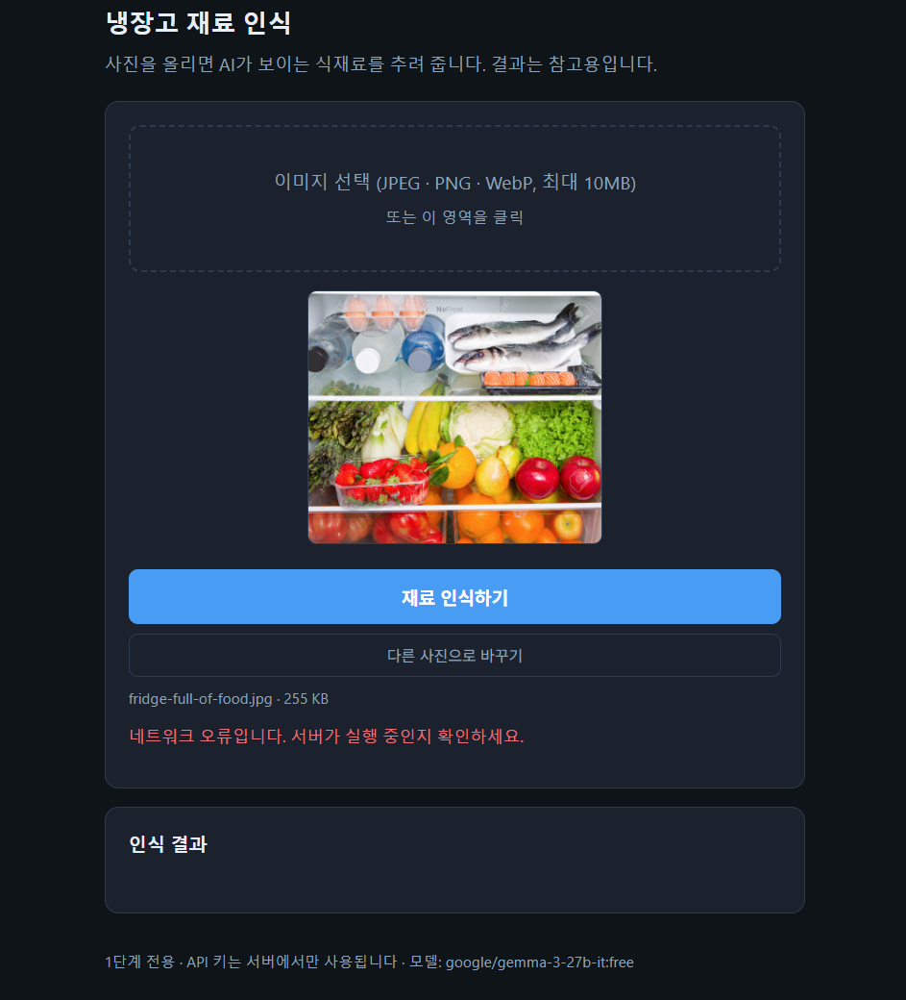 냉장고 재료 인식
사진을 올리면 AI가 보이는 식재료를 추려 줍니다. 결과는 참고용입니다.
이미지 선택 (JPEG · PNG · WebP, 최대 10MB)
또는 이 영역을 클릭
NoFrost
재료 인식하기
다른 사진으로 바꾸기
fridge-full-of-food.jpg · 255 KB
네트워크 오류입니다. 서버가 실행 중인지 확인하세요.
인식 결과
1단계 전용 · API 키는 서버에서만 사용됩니다 · 모델: google/gemma-3-27b-it:free